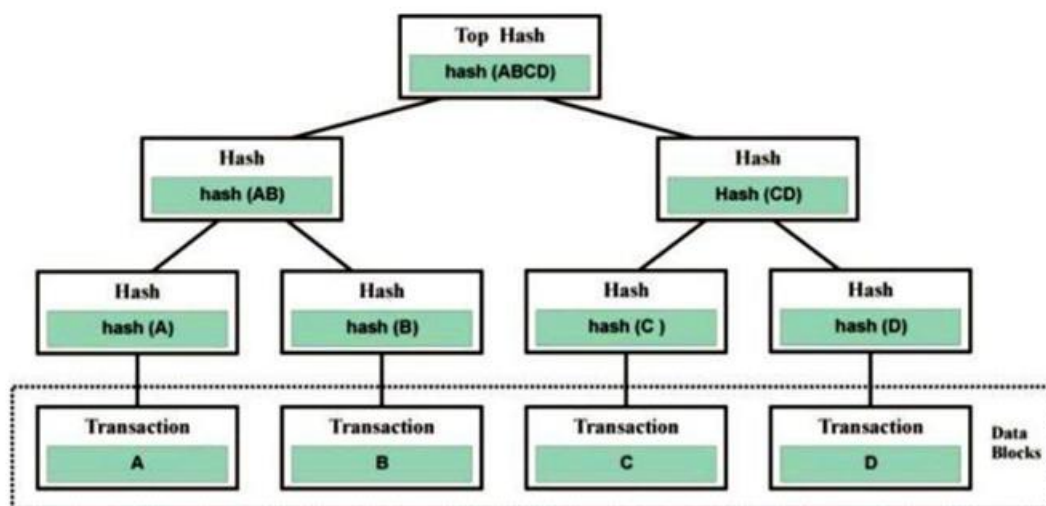 Top Hash
hash (ABCD)
Hash
hash (AB)
Hash
Hash (CD)
Hash
hash (A)
Hash
hash (B)
Hash
hash (C )
Hash
hash (D)
Transaction
A
Transaction
B
Transaction
C
Transaction
D
Data
Blocks